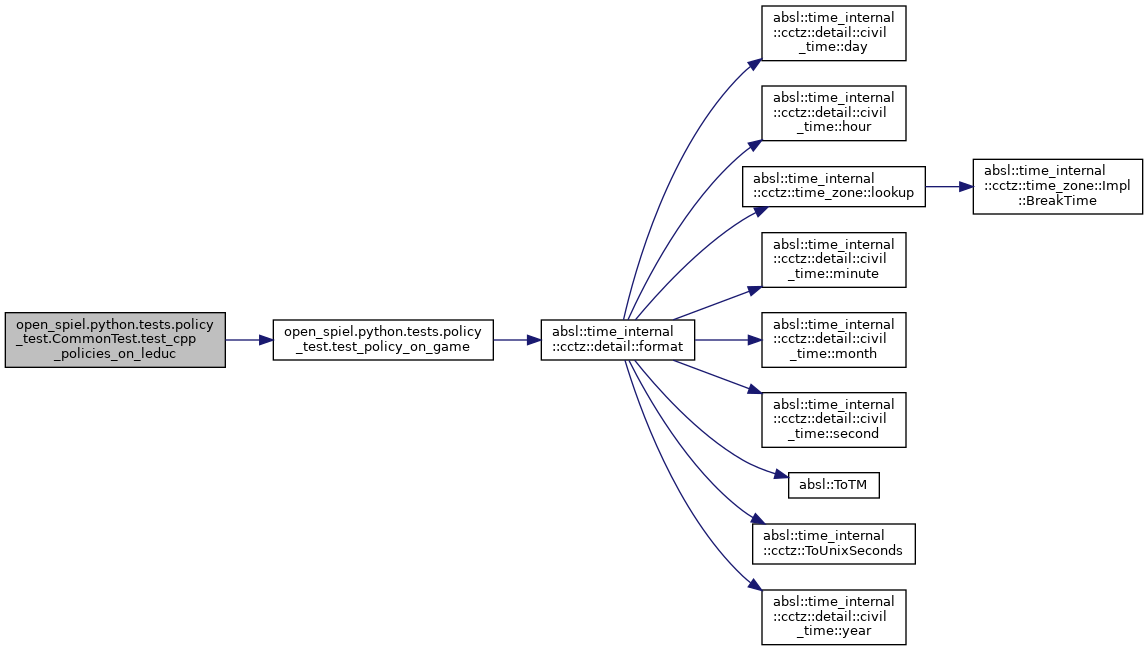 open_spiel.python.tests.policy
_test.CommonTest.test_cpp
_policies_on_leduc
open_spiel.python.tests.policy
_test.test_policy_on_game
absl::time_internal
::cctz::detail::format
absl::time_internal
::cctz::detail::civil
_time::day
absl::time_internal
::cctz::detail::civil
_time::hour
absl::time_internal
::cctz::time_zone::lookup
absl::time_internal
::cctz::time_zone::Impl
::BreakTime
absl::time_internal
::cctz::detail::civil
_time::minute
absl::time_internal
::cctz::detail::civil
_time::month
absl::time_internal
::cctz::detail::civil
_time::second
absl::ToTM
absl::time_internal
::cctz::ToUnixSeconds
absl::time_internal
::cctz::detail::civil
_time::year